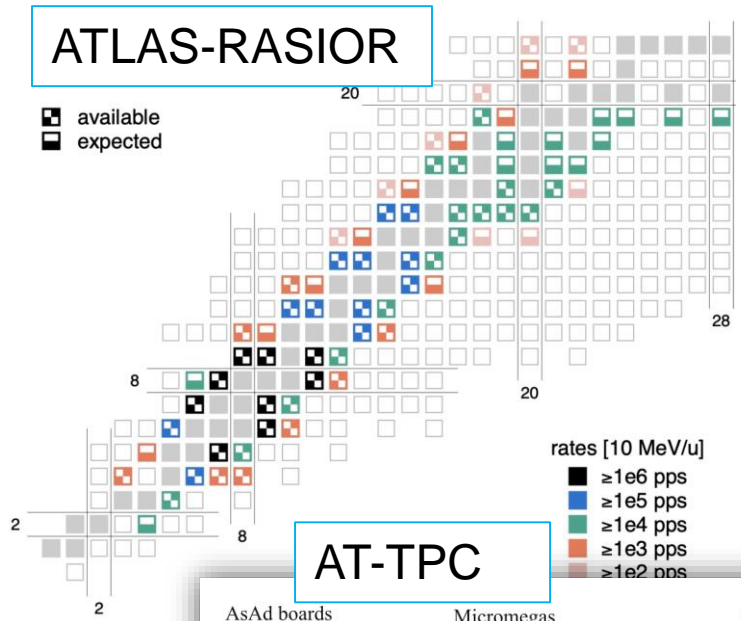 ATLAS-RASIOR
available
expected
20
28
8
20
rates [10 MeV/u]
≥1e6 pps
≥1e5 pps
≥1e4 pps
≥1e3 pps
≥1e2 pps
2
8
2
AT-TPC
AsAd boards
Micromegas